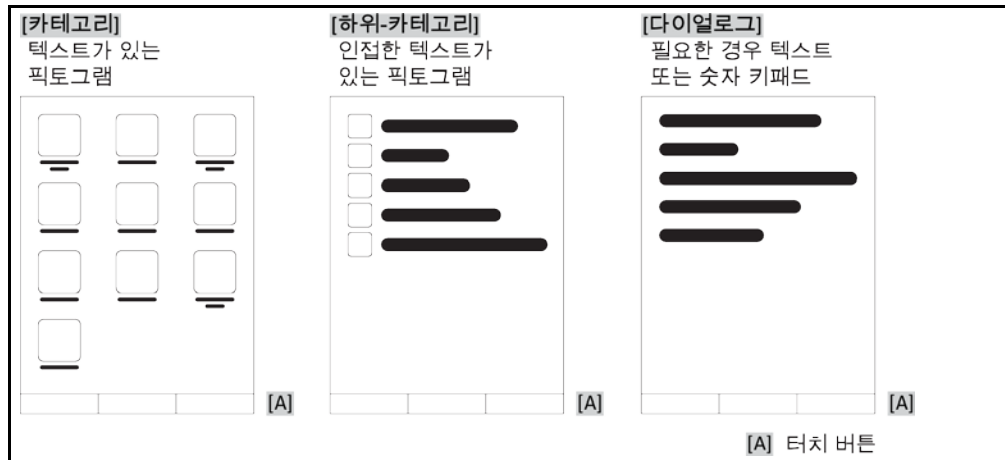 [카테고리]
텍스트가 있는
픽토그램
[하위-카테고리]
인접한 텍스트가
있는 픽토그램
[다이얼로그]
필요한 경우 텍스트
또는 숫자 키패드
[A]
[A]
[A]
[A] 터치 버튼